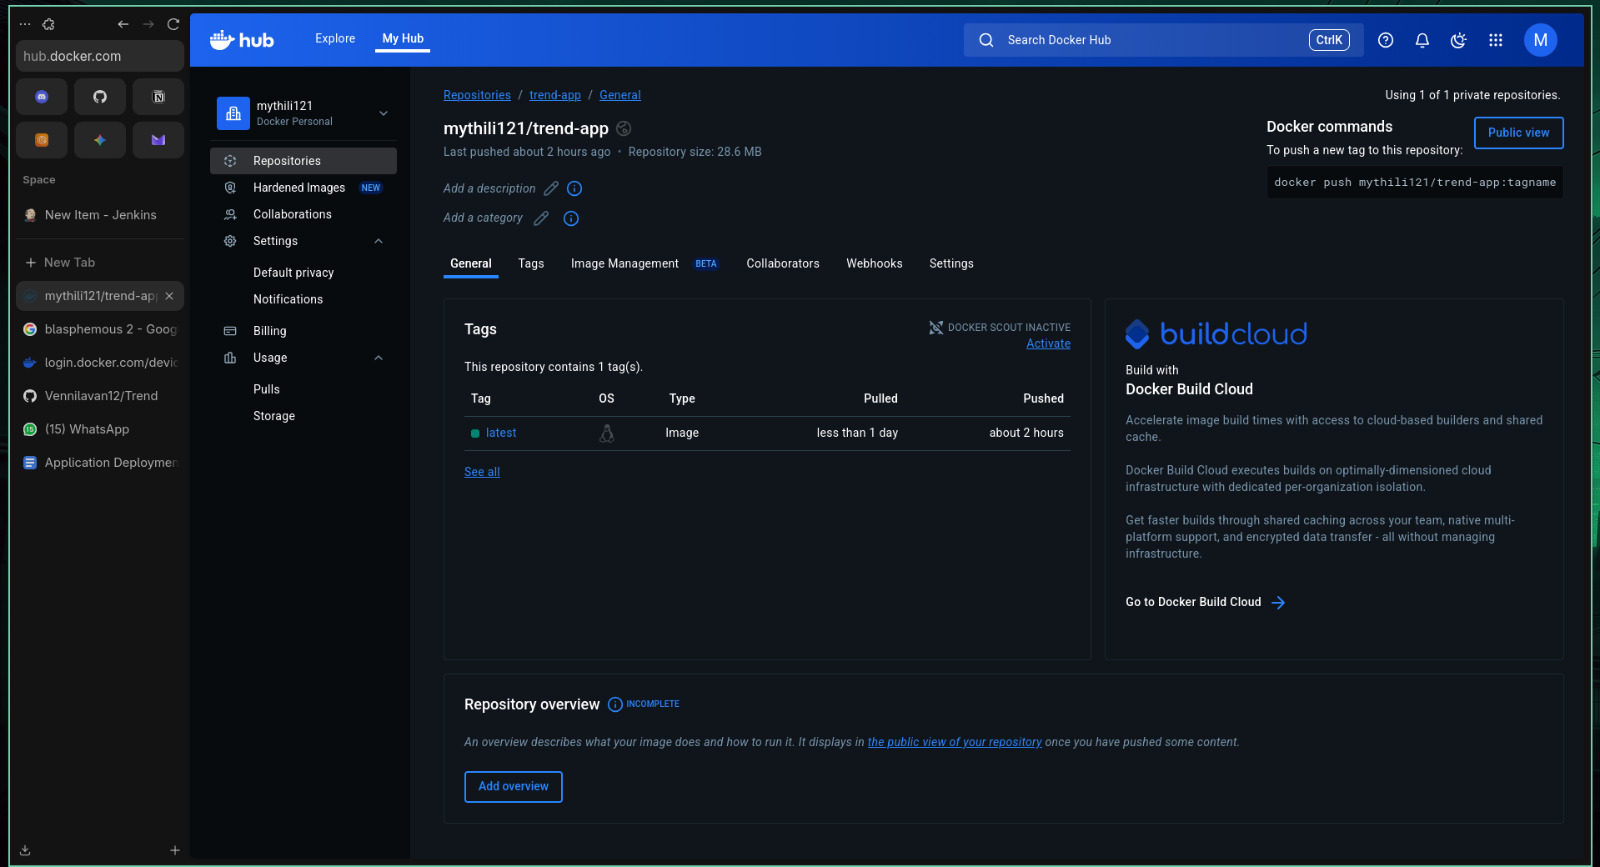 hub.docker.com
Space
New Item - Jenkins
New Tab
mythili121/trend-ap
blasphemous 2 - Goog
login.docker.com/devic
Vennilavan12/Trend
(15) WhatsApp
Application Deploymen
hub
Explore
My Hub
Search Docker Hub
CtrlK
M
mythili121
Docker Personal
Repositories
Hardened Images NEW
Collaborations
Settings
Default privacy
Notifications
Billing
Usage
Pulls
Storage
Repositories / trend-app / General
Using 1 of 1 private repositories.
mythili121/trend-app
Last pushed about 2 hours ago • Repository size: 28.6 MB
Add a description
Add a category
Docker commands
Public view
To push a new tag to this repository:
docker push mythili121/trend-app:tagname
General
Tags
Image Management BETA
Collaborators
Webhooks
Settings
Tags
DOCKER SCOUT INACTIVE
Activate
This repository contains 1 tag(s).
Tag OS Type Pulled Pushed
latest Image less than 1 day about 2 hours
See all
buildcloud
Build with
Docker Build Cloud
Accelerate image build times with access to cloud-based builders and shared
cache.
Docker Build Cloud executes builds on optimally-dimensioned cloud
infrastructure with dedicated per-organization isolation.
Get faster builds through shared caching across your team, native multi-
platform support, and encrypted data transfer - all without managing
infrastructure.
Go to Docker Build Cloud
Repository overview INCOMPLETE
An overview describes what your image does and how to run it. It displays in the public view of your repository once you have pushed some content.
Add overview